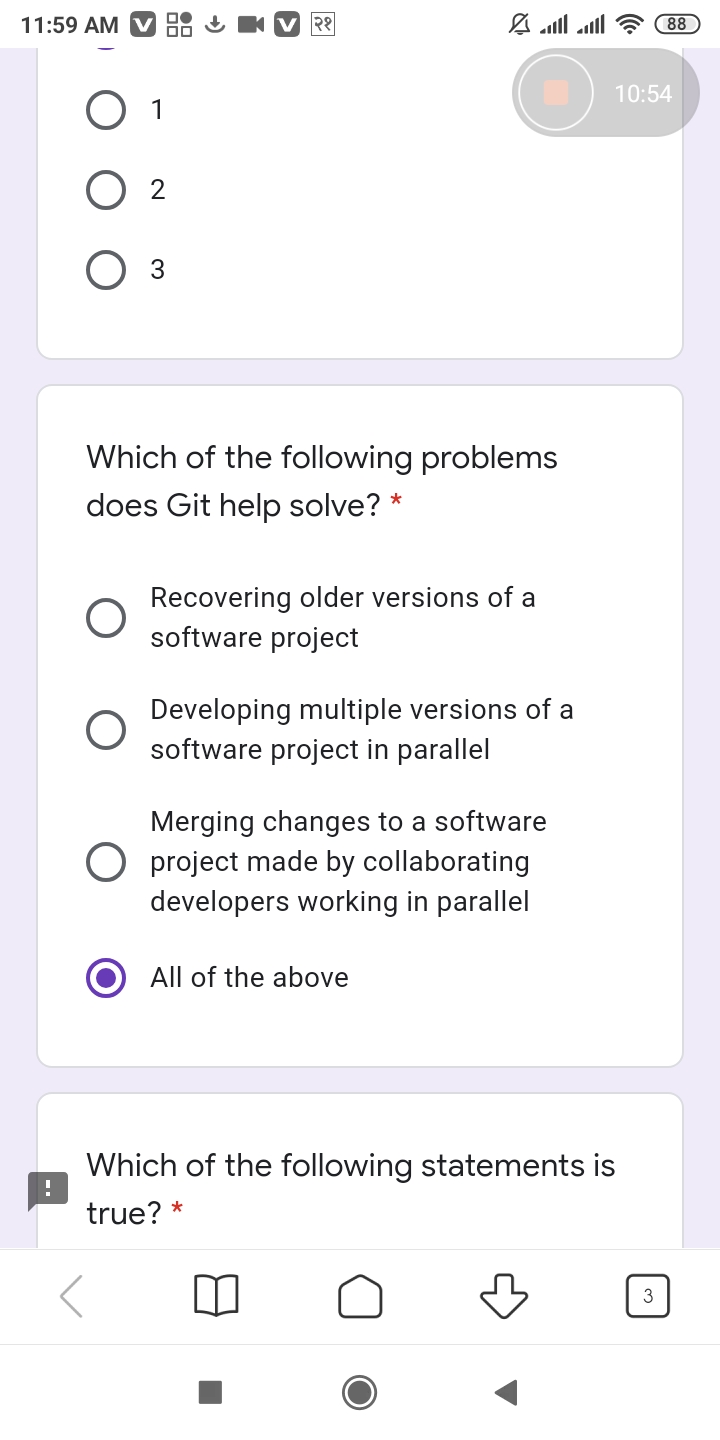 11:59 AM V V २१ 88
10:54
1
2
3
Which of the following problems
does Git help solve? *
Recovering older versions of a
software project
Developing multiple versions of a
software project in parallel
Merging changes to a software
project made by collaborating
developers working in parallel
All of the above
Which of the following statements is
true? *
!
3